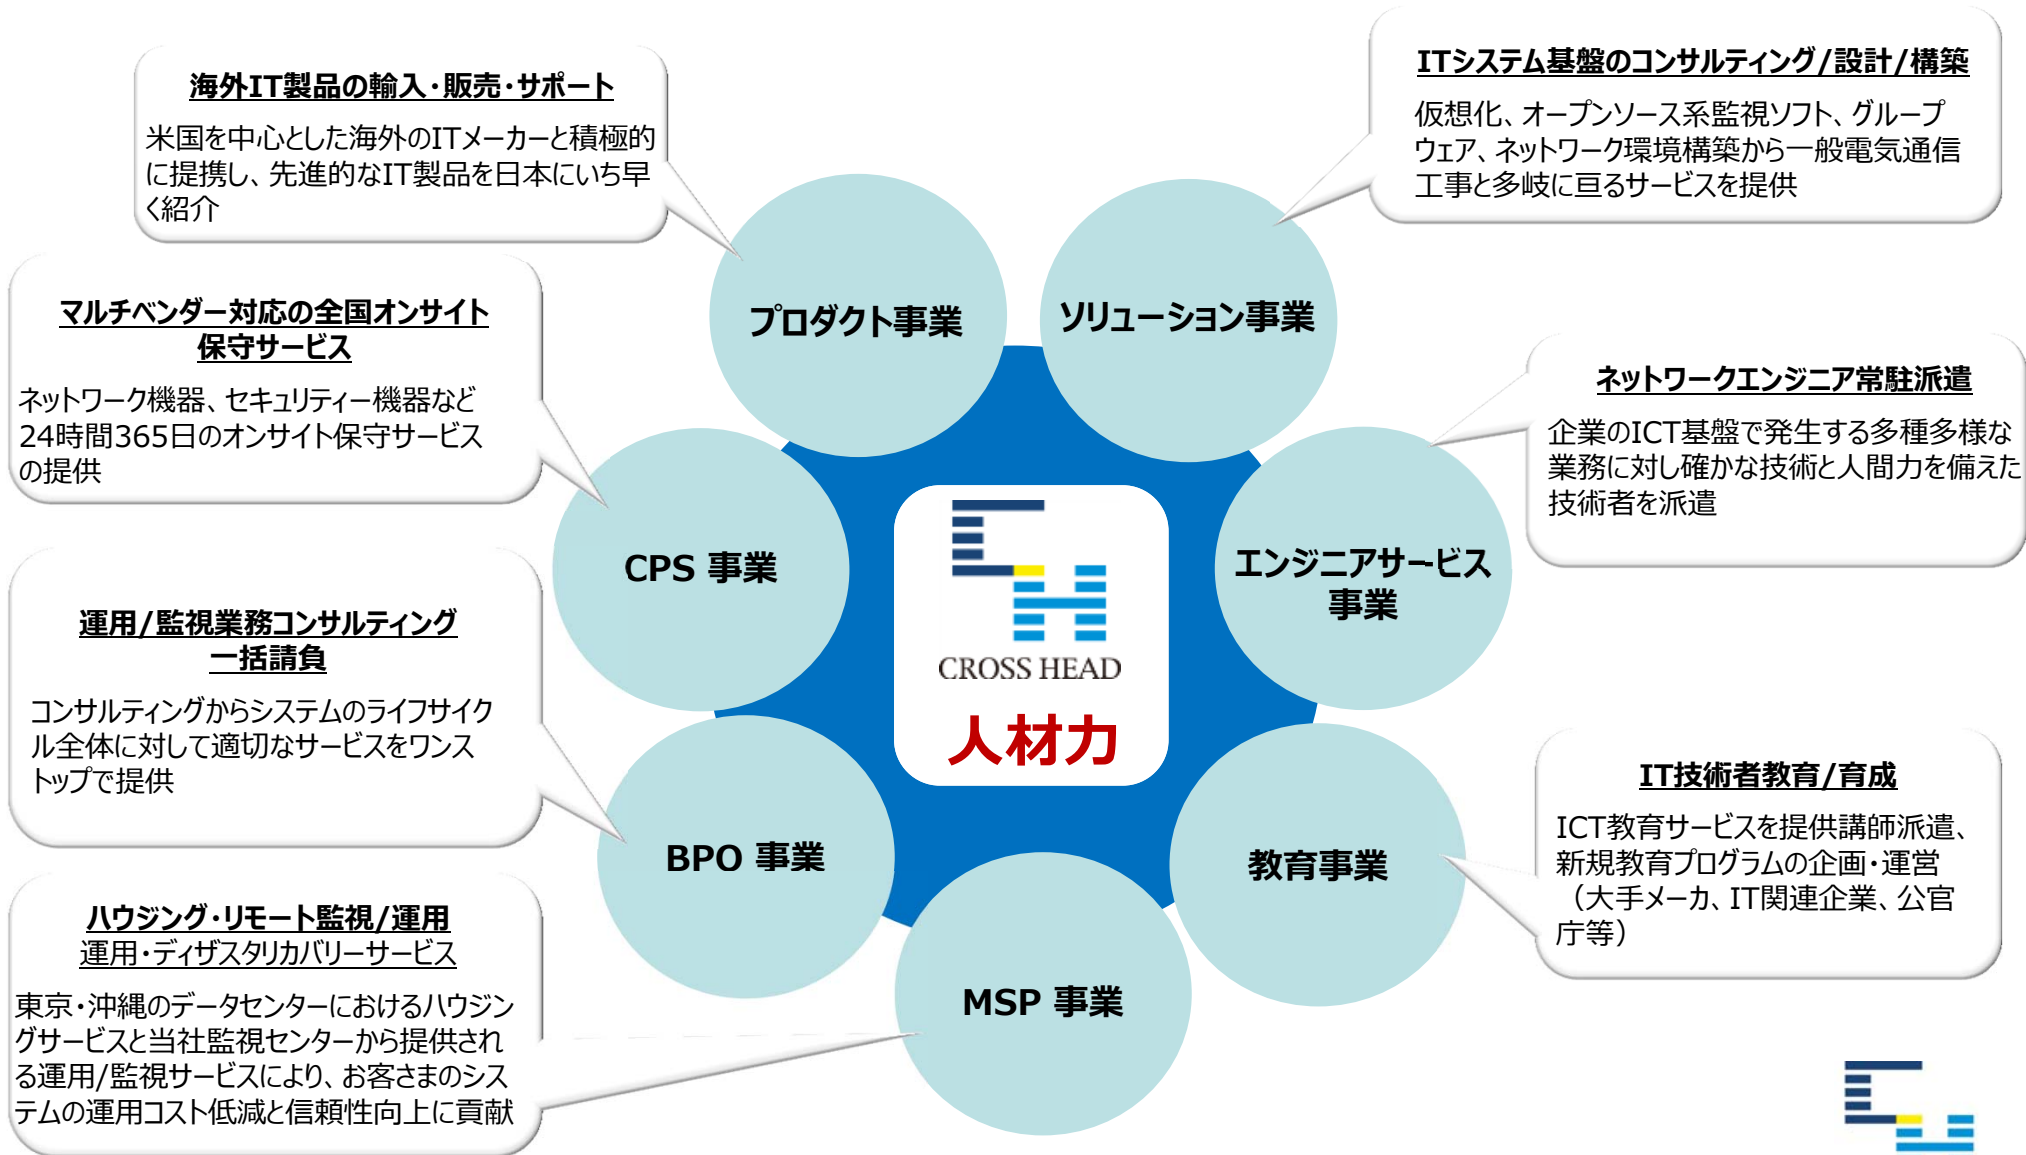 海外IT製品の輸入・販売・サポート
米国を中心とした海外のITメーカーと積極的
に提携し、先進的なIT製品を日本にいち早
く紹介
ITシステム基盤のコンサルティング/設計/構築
仮想化、オープンソース系監視ソフト、グループ
ウェア、ネットワーク環境構築から一般電気通信
工事と多岐に亘るサービスを提供
マルチベンダー対応の全国オンサイト
保守サービス
ネットワーク機器、セキュリティー機器など
24時間365日のオンサイト保守サービス
の提供
プロダクト事業
ソリューション事業
ネットワークエンジニア常駐派遣
企業のICT基盤で発生する多種多様な
業務に対し確かな技術と人間力を備えた
技術者を派遣
CPS 事業
エンジニアサービス
事業
CROSS HEAD
人材力
運用/監視業務コンサルティング
一括請負
コンサルティングからシステムのライフサイク
ル全体に対して適切なサービスをワンス
トップで提供
BPO 事業
教育事業
IT技術者教育/育成
ICT教育サービスを提供講師派遣、
新規教育プログラムの企画・運営
（大手メーカ、IT関連企業、公官
庁等）
ハウジング・リモート監視/運用
運用・ディザスタリカバリーサービス
東京・沖縄のデータセンターにおけるハウジン
グサービスと当社監視センターから提供され
る運用/監視サービスにより、お客さまのシス
テムの運用コスト低減と信頼性向上に貢献
MSP 事業